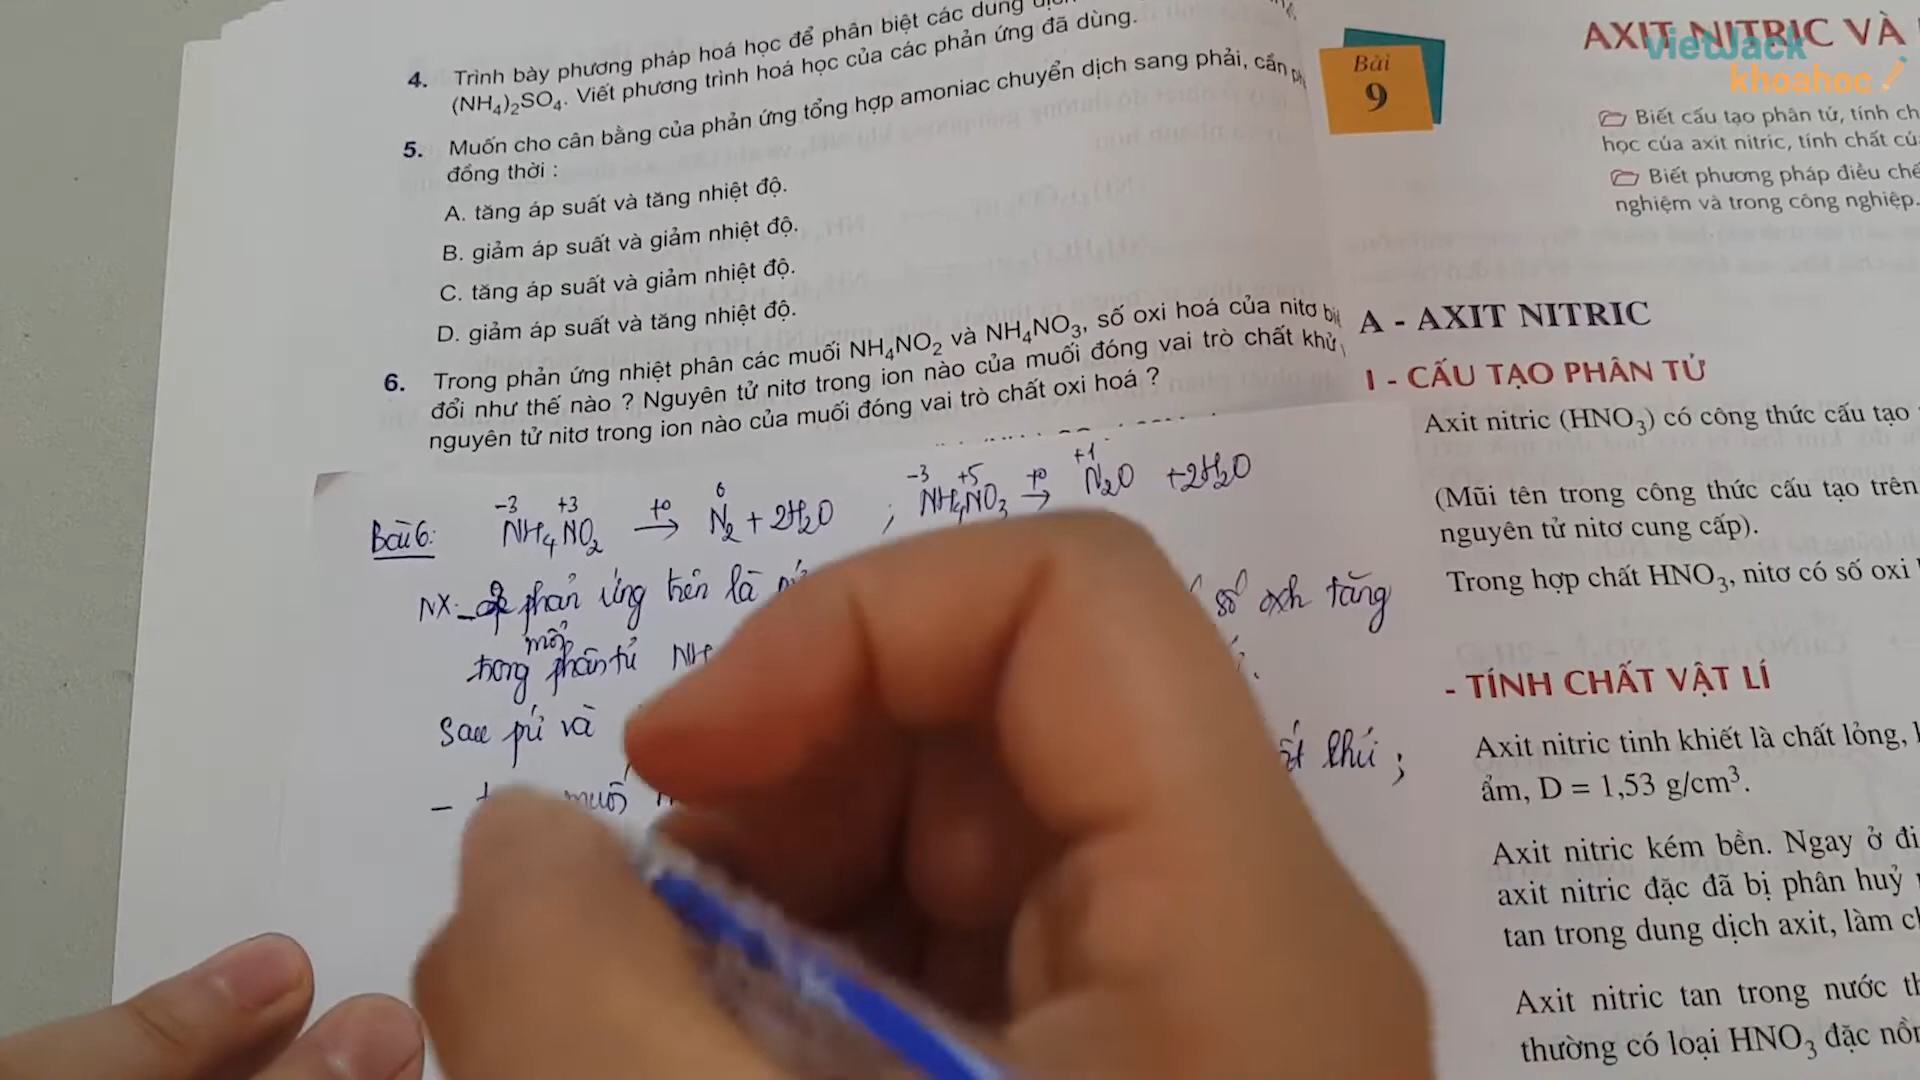 4. Trình bày phương pháp hoá học để phân biệt các dung
(NH₄)₂SO₄. Viết phương trình hoá học của các phản ứng đã dùng.
5. Muốn cho cân bằng của phản ứng tổng hợp amoniac chuyển dịch sang phải, cần
đồng thời :
A. tăng áp suất và tăng nhiệt độ.
B. giảm áp suất và giảm nhiệt độ.
C. tăng áp suất và giảm nhiệt độ.
D. giảm áp suất và tăng nhiệt độ.
6. Trong phản ứng nhiệt phân các muối NH₄NO₂ và NH₄NO₃, số oxi hoá của nitơ
đổi như thế nào ? Nguyên tử nitơ trong ion nào của muối đóng vai trò chất khử
nguyên tử nitơ trong ion nào của muối đóng vai trò chất oxi hoá ?
-3 +3 t° 0 -3 +5 t° +1
Bài 6: NH₄NO₂ → N₂ + 2H₂O ; NH₄NO₃ → N₂O + 2H₂O
NX: phản ứng trên là số oxh tăng
mỗi
trong phân tử NH
Sau pứ và khí ;
– muối
Bài
9
AXIT NITRIC VÀ
vietJack
khoahoc
Biết cấu tạo phân tử, tính
học của axit nitric, tính chất
Biết phương pháp điều chế
nghiệm và trong công nghiệp.
A - AXIT NITRIC
I - CẤU TẠO PHÂN TỬ
Axit nitric (HNO₃) có công thức cấu tạo
(Mũi tên trong công thức cấu tạo trên
nguyên tử nitơ cung cấp).
Trong hợp chất HNO₃, nitơ có số oxi
- TÍNH CHẤT VẬT LÍ
Axit nitric tinh khiết là chất lỏng,
ẩm, D = 1,53 g/cm³.
Axit nitric kém bền. Ngay ở
axit nitric đặc đã bị phân huỷ
tan trong dung dịch axit, làm
Axit nitric tan trong nước
thường có loại HNO₃ đặc